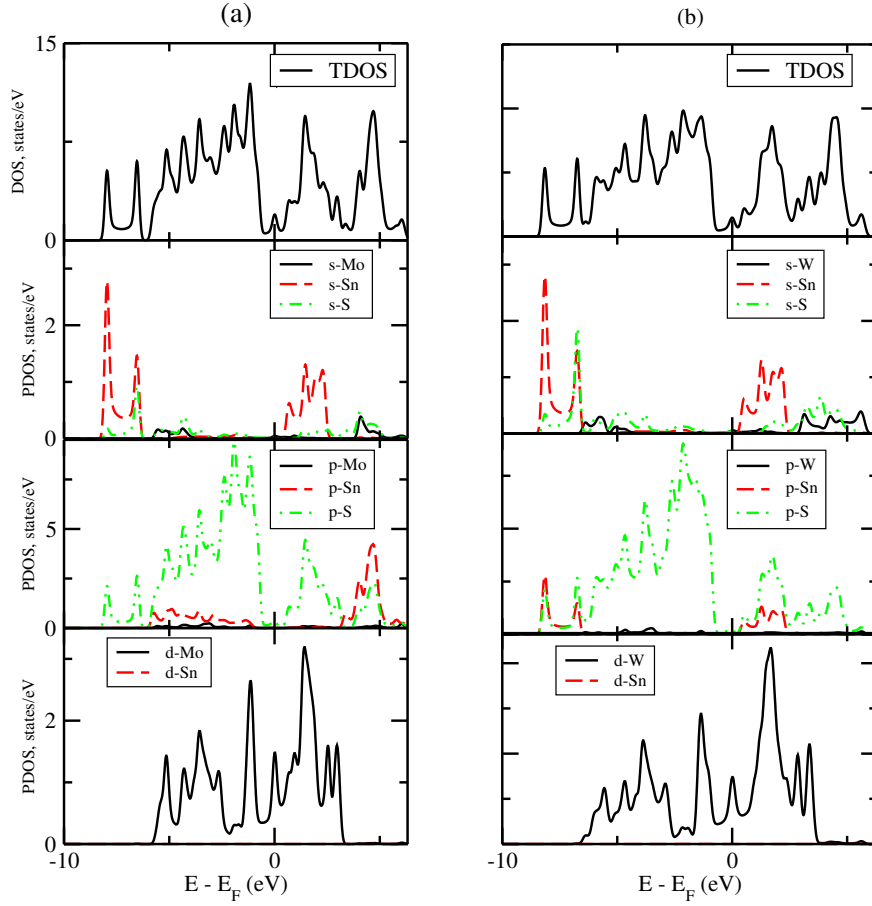 (a)
15
DOS, states/eV
0
TDOS
PDOS, states/eV
2
0
s-Mo
s-Sn
s-S
PDOS, states/eV
5
0
p-Mo
p-Sn
p-S
PDOS, states/eV
2
0
d-Mo
d-Sn
-10
0
E - E_F (eV)
(b)
TDOS
s-W
s-Sn
s-S
p-W
p-Sn
p-S
d-W
d-Sn
-10
0
E - E_F (eV)